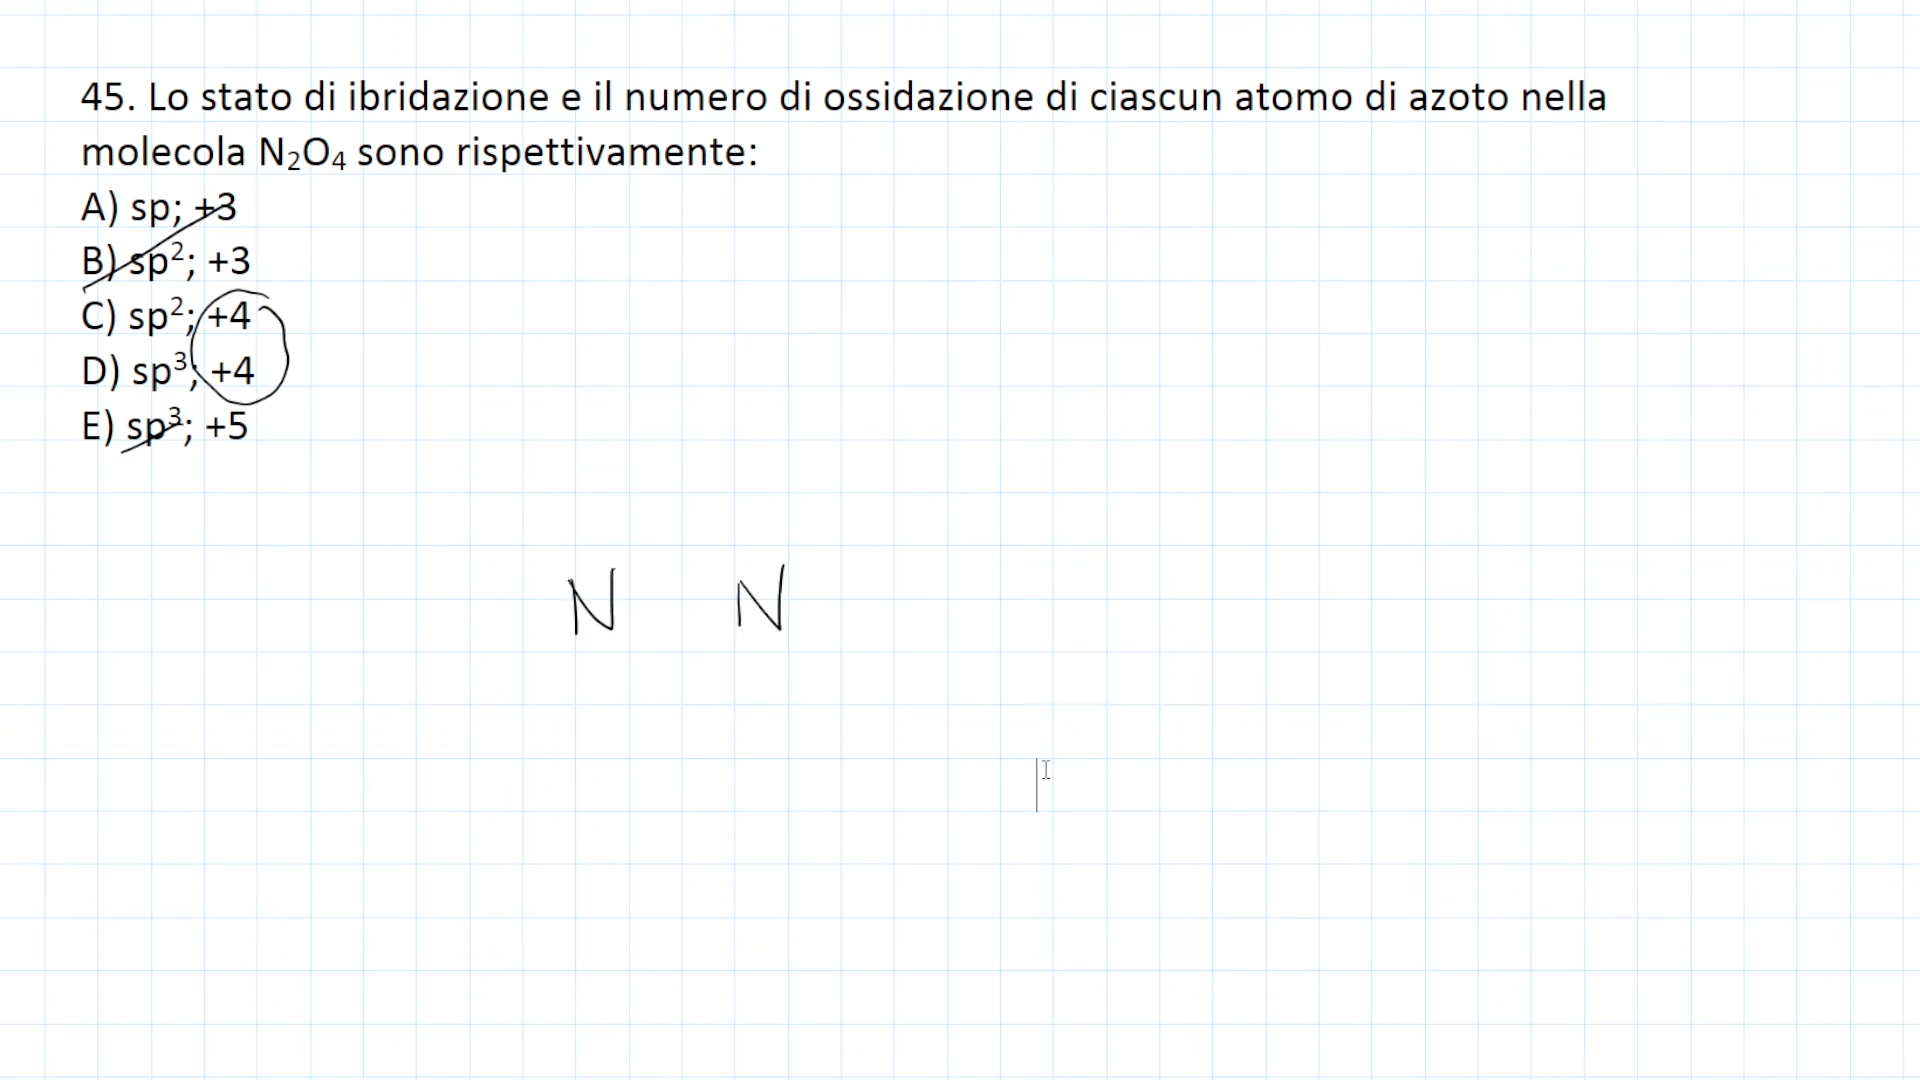 45. Lo stato di ibridazione e il numero di ossidazione di ciascun atomo di azoto nella
molecola N₂O₄ sono rispettivamente:
A) sp; +3
B) sp²; +3
C) sp²; +4
D) sp³; +4
E) sp³; +5
N N